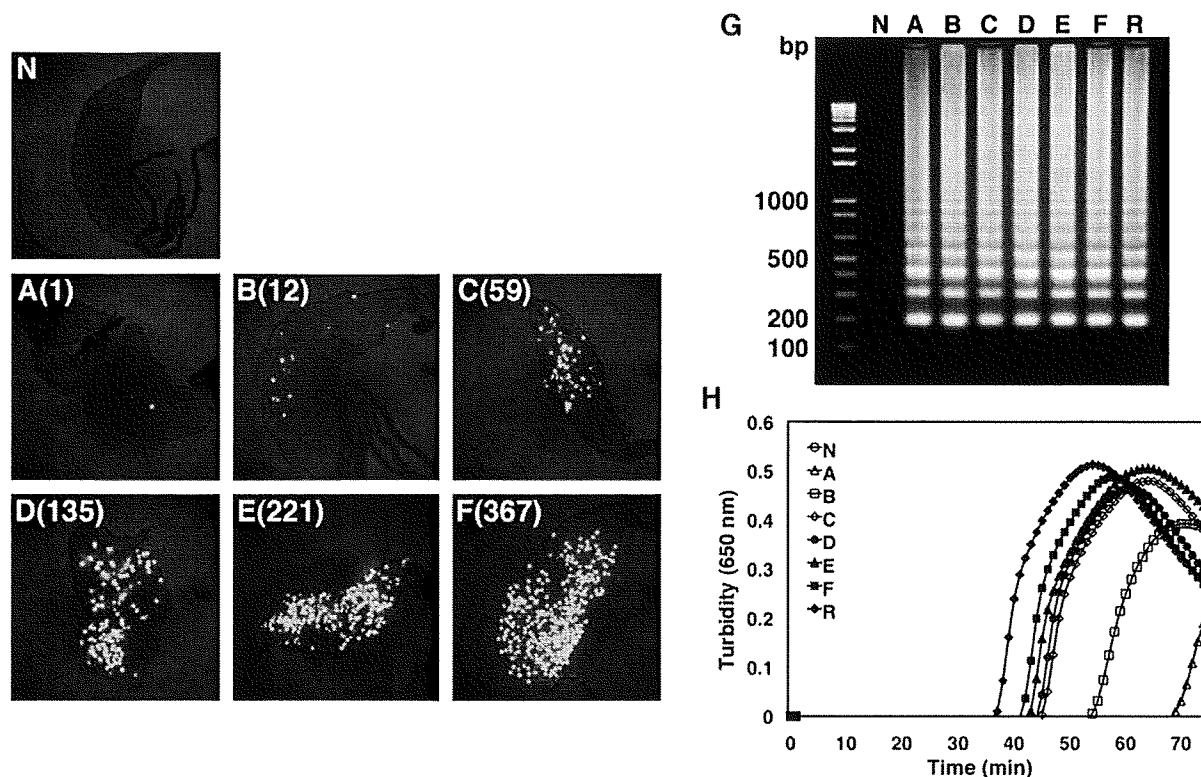 N
A(1)
B(12)
C(59)
D(135)
E(221)
F(367)
G
N A B C D E F R
bp
1000
500
200
100
H
Turbidity (650 nm)
0.6
0.5
0.4
0.3
0.2
0.1
0
N
A
B
C
D
E
F
R
0 10 20 30 40 50 60 70
Time (min)